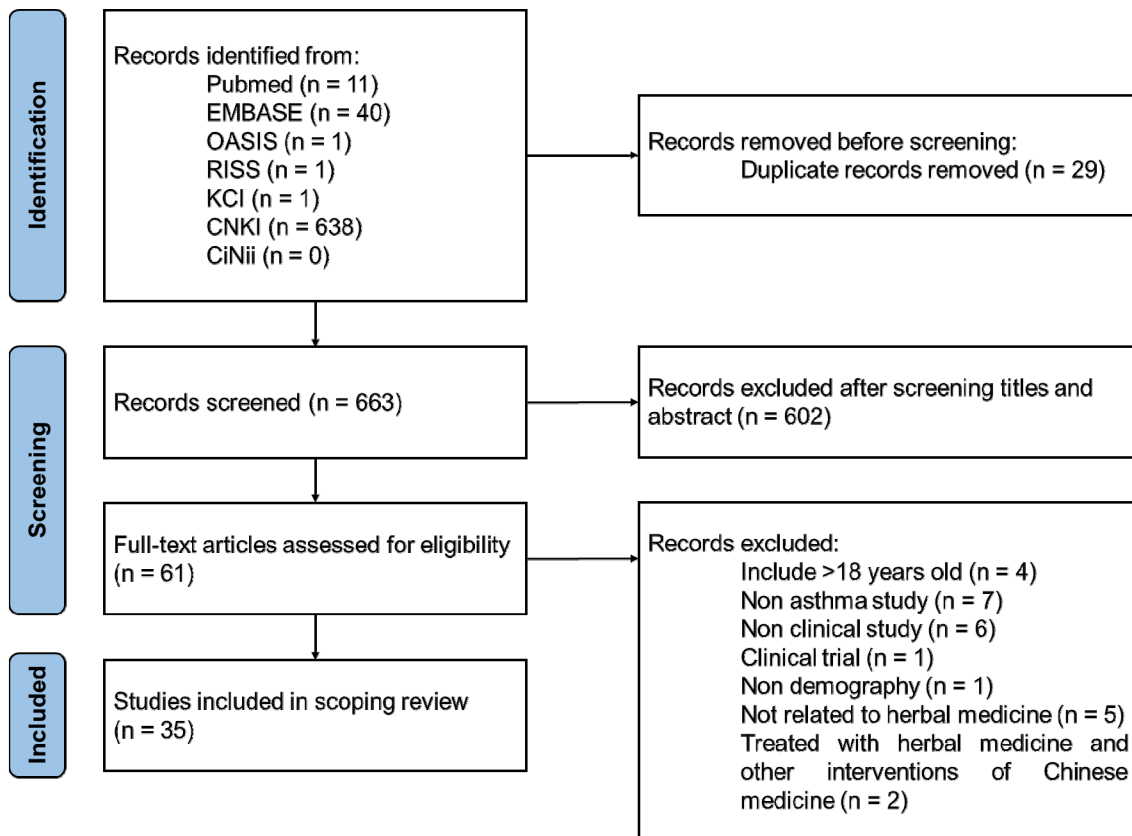 Identification
Records identified from:
Pubmed (n = 11)
EMBASE (n = 40)
OASIS (n = 1)
RISS (n = 1)
KCI (n = 1)
CNKI (n = 638)
CiNii (n = 0)
Records removed before screening:
Duplicate records removed (n = 29)
Screening
Records screened (n = 663)
Records excluded after screening titles and
abstract (n = 602)
Full-text articles assessed for eligibility
(n = 61)
Records excluded:
Include >18 years old (n = 4)
Non asthma study (n = 7)
Non clinical study (n = 6)
Clinical trial (n = 1)
Non demography (n = 1)
Not related to herbal medicine (n = 5)
Treated with herbal medicine and
other interventions of Chinese
medicine (n = 2)
Included
Studies included in scoping review
(n = 35)